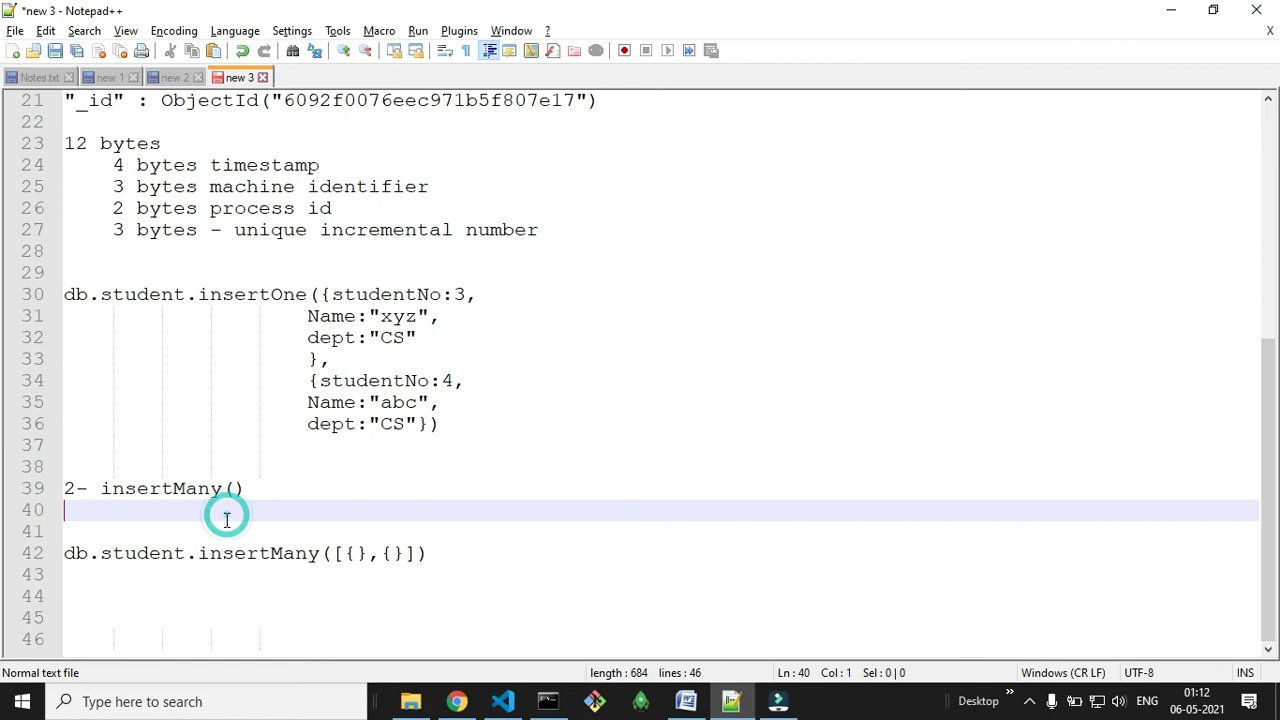 *new 3 - Notepad++
File Edit Search View Encoding Language Settings Tools Macro Run Plugins Window ? X
Notes.txt new 1 new 2 new 3
21 "_id" : ObjectId("6092f0076eec971b5f807e17")
22
23 12 bytes
24 4 bytes timestamp
25 3 bytes machine identifier
26 2 bytes process id
27 3 bytes - unique incremental number
28
29
30 db.student.insertOne({studentNo:3,
31 Name:"xyz",
32 dept:"CS"
33 },
34 {studentNo:4,
35 Name:"abc",
36 dept:"CS"})
37
38
39 2- insertMany()
40
41
42 db.student.insertMany([{},{}])
43
44
45
46
Normal text file length : 684 lines : 46 Ln : 40 Col : 1 Sel : 0 | 0 Windows (CR LF) UTF-8 INS
Type here to search Desktop ENG 01:12
06-05-2021